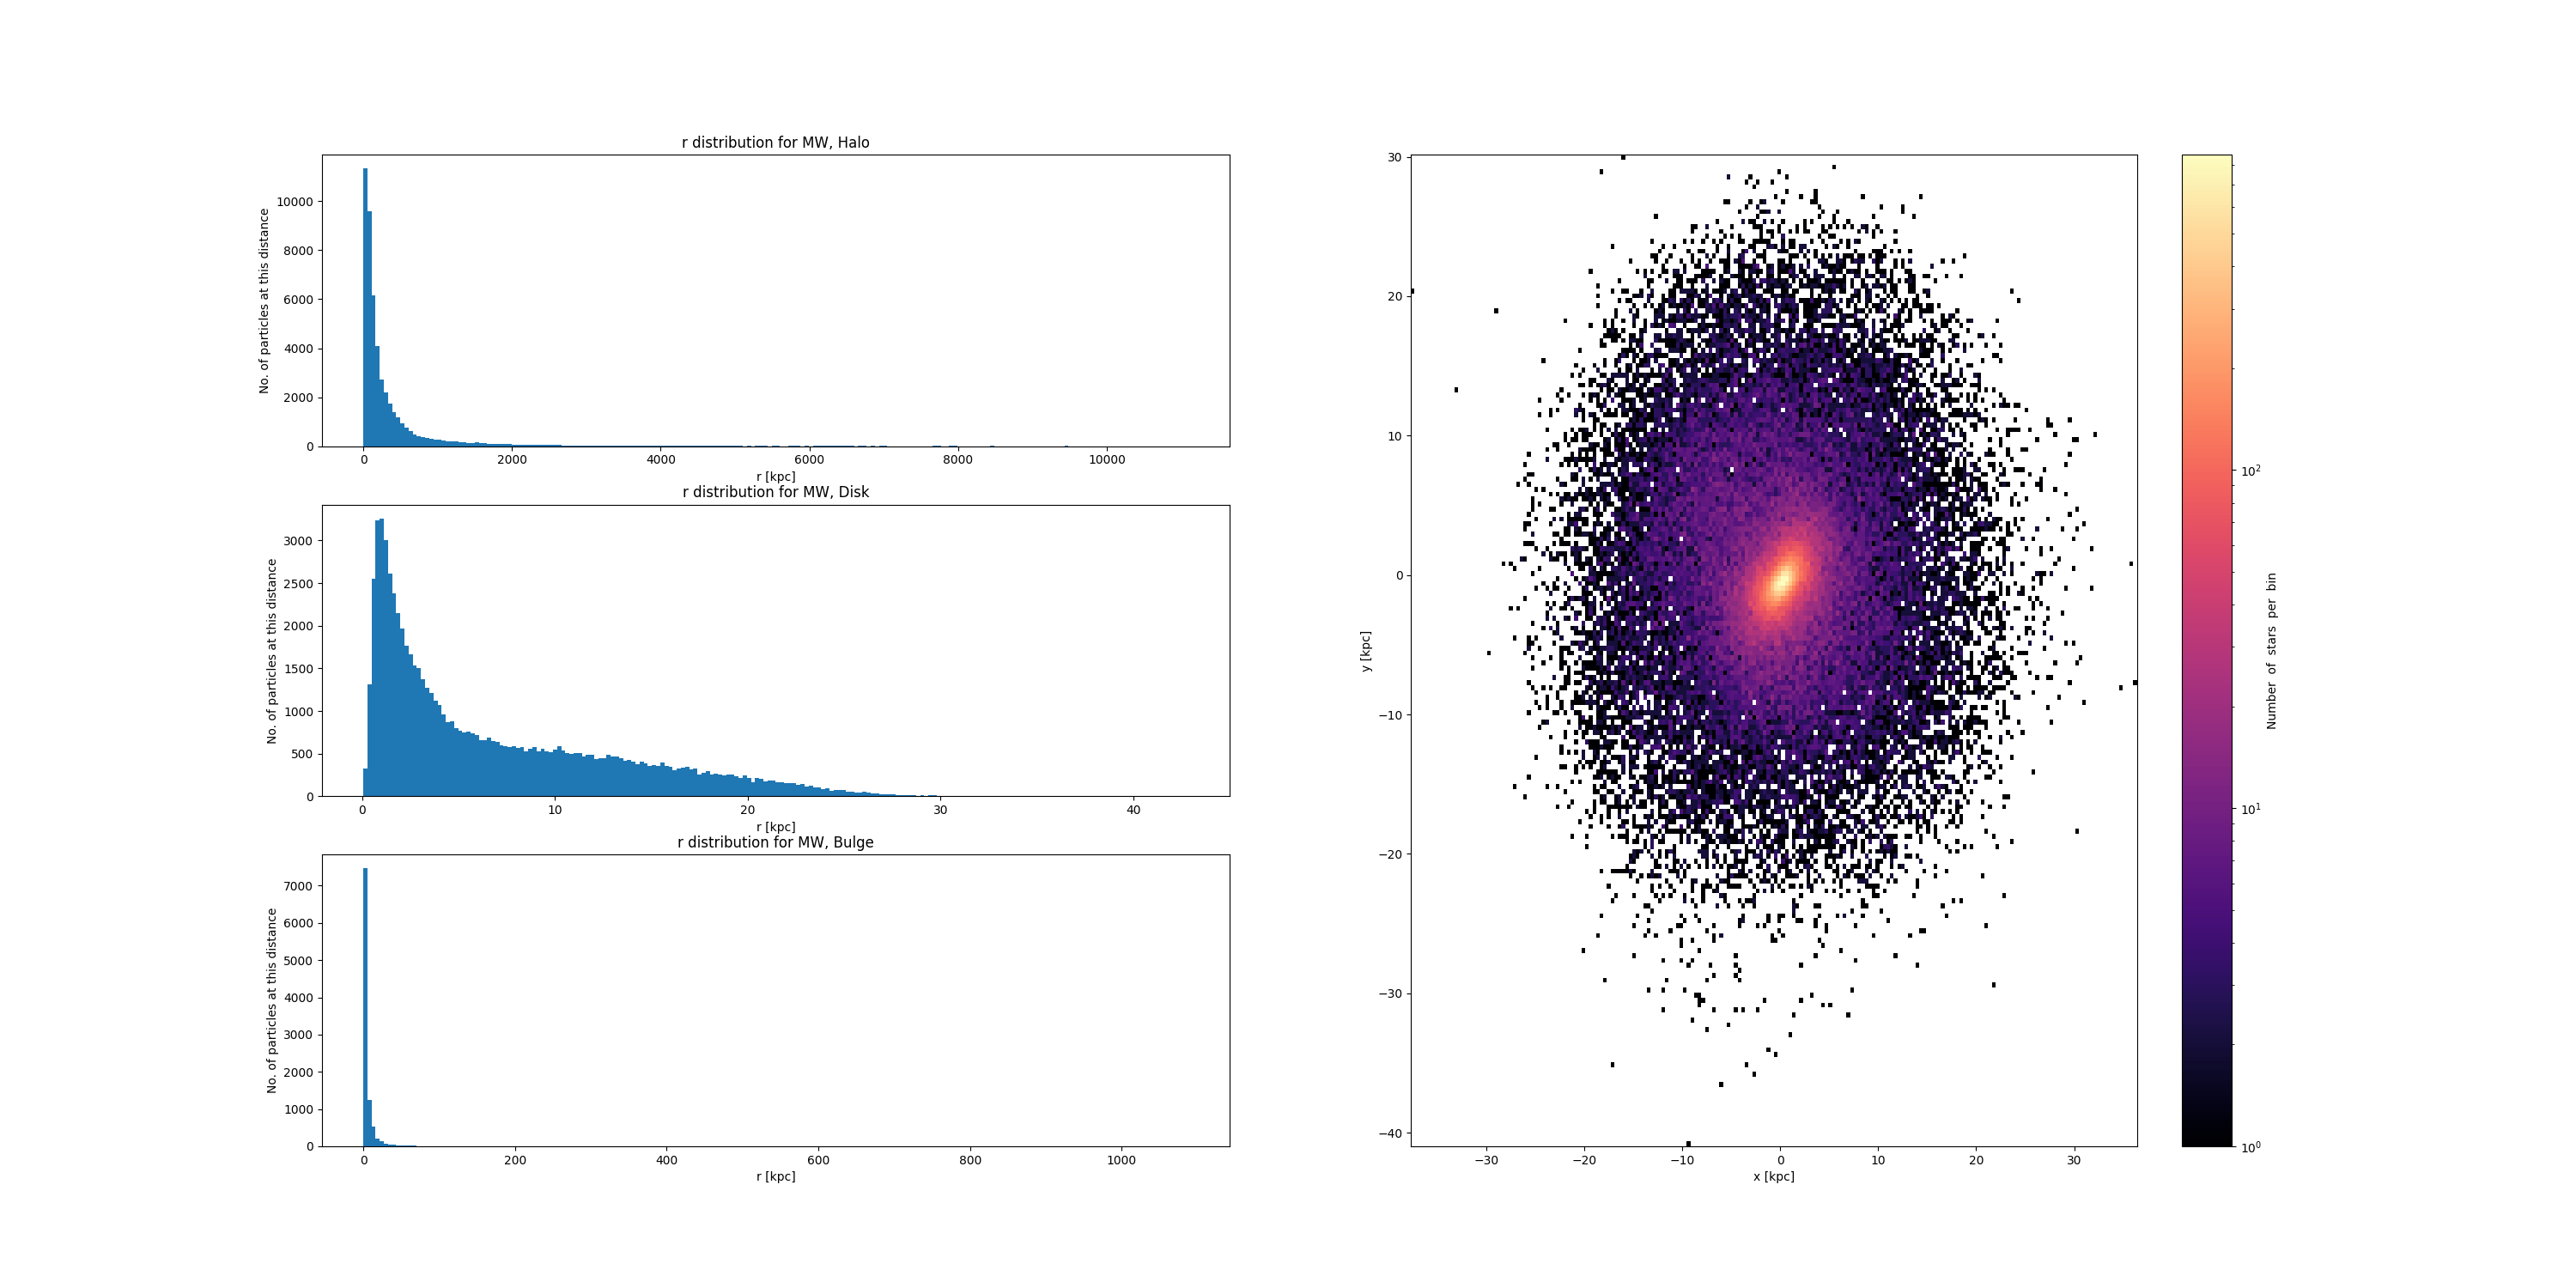 r distribution for MW, Halo
No. of particles at this distance
10000
8000
6000
4000
2000
0
0 2000 4000 6000 8000 10000
r [kpc]
r distribution for MW, Disk
No. of particles at this distance
3000
2500
2000
1500
1000
500
0
0 10 20 30 40
r [kpc]
r distribution for MW, Bulge
No. of particles at this distance
7000
6000
5000
4000
3000
2000
1000
0
0 200 400 600 800 1000
r [kpc]
y [kpc]
30
20
10
0
−10
−20
−30
−40
−30 −20 −10 0 10 20 30
x [kpc]
10²
10¹
10⁰
Number of stars per bin